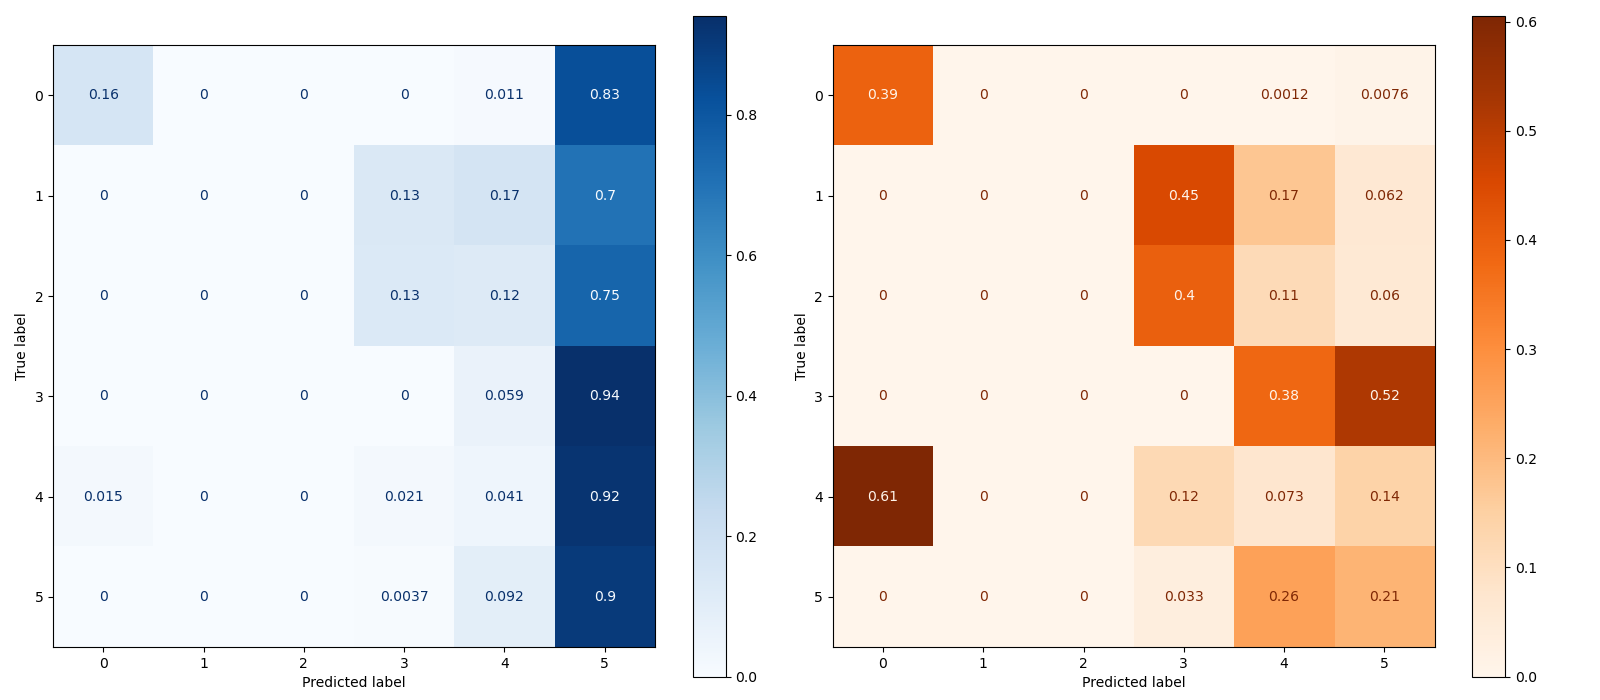 0 0.16 0 0 0 0.011 0.83
1 0 0 0 0.13 0.17 0.7
2 0 0 0 0.13 0.12 0.75
3 0 0 0 0 0.059 0.94
4 0.015 0 0 0.021 0.041 0.92
5 0 0 0 0.0037 0.092 0.9
0 1 2 3 4 5
True label
Predicted label
0.8
0.6
0.4
0.2
0.0
0 0.39 0 0 0 0.0012 0.0076
1 0 0 0 0.45 0.17 0.062
2 0 0 0 0.4 0.11 0.06
3 0 0 0 0 0.38 0.52
4 0.61 0 0 0.12 0.073 0.14
5 0 0 0 0.033 0.26 0.21
0 1 2 3 4 5
True label
Predicted label
0.6
0.5
0.4
0.3
0.2
0.1
0.0